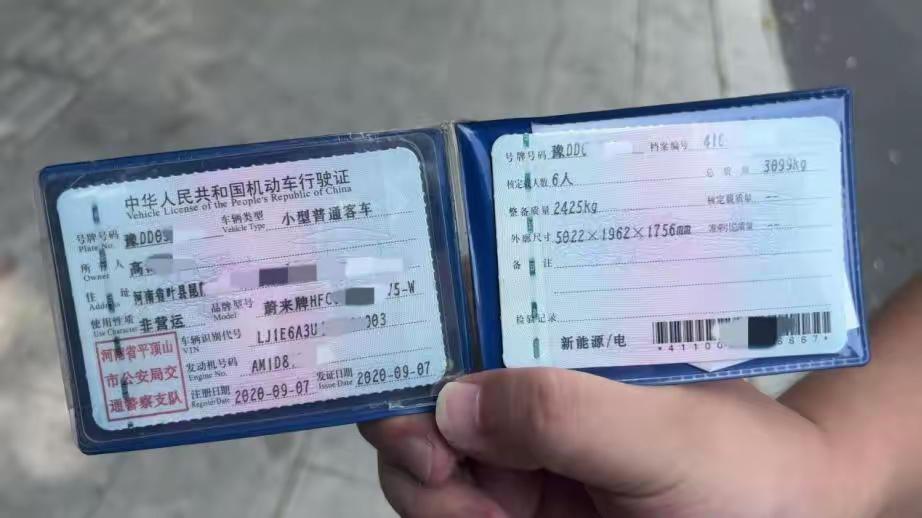 中华人民共和国机动车行驶证
Vehicle License of the People's Republic of China
号牌号码 豫DD0
Plate No.
车辆类型 小型普通客车
Vehicle Type
所有人 高
Owner
住址 河南省叶县昆
Address
使用性质 非营运
Use Character
品牌型号 蔚来牌HFC
Model
5-W
车辆识别代号 LJ1E6A3U
VIN
003
发动机号码 AM1D8
Engine No.
注册日期 2020-09-07
Register Date
发证日期 2020-09-07
Issue Date
河南省平顶山
市公安局交
通警察支队
号牌号码 豫DD0
档案编号 410
核定载人数 6人
总质量 3099kg
整备质量 2425kg
核定载质量 --
外廓尺寸 5022×1962×1756mm
准牵引总质量 --
备注
检验记录
新能源/电
*41100
6867*